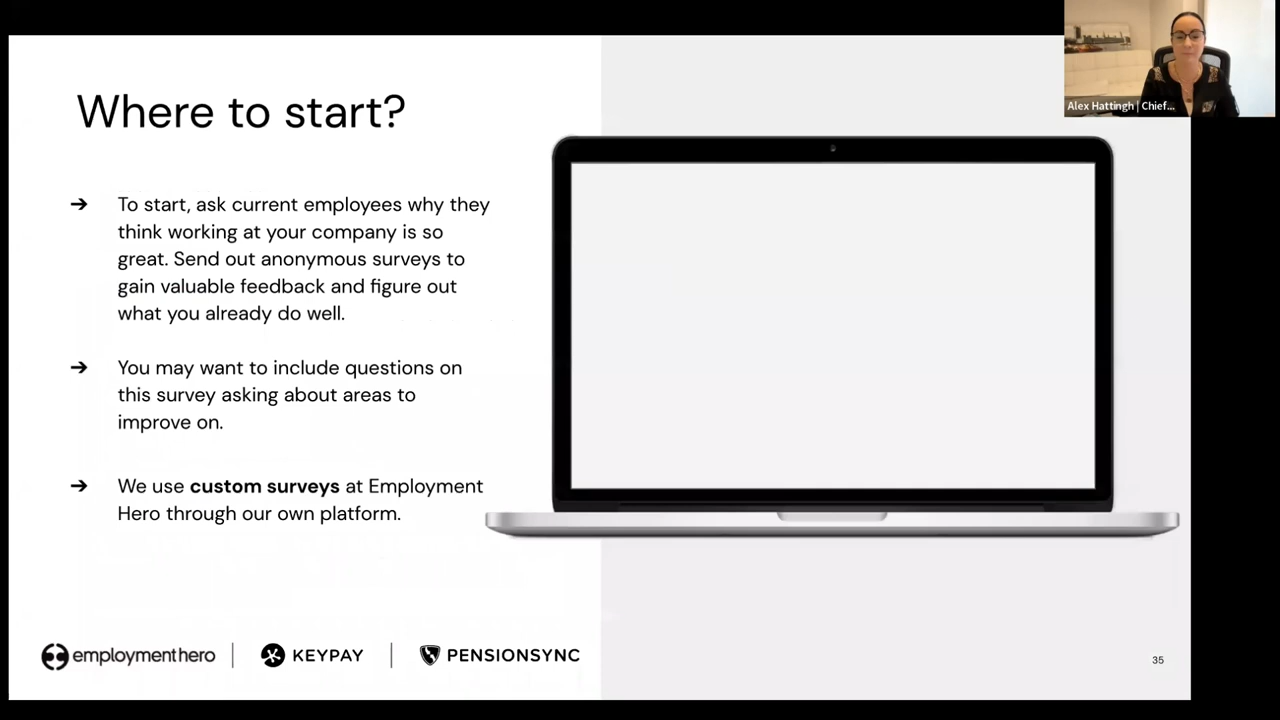 Alex Hattingh | Chief...
Where to start?
➔ To start, ask current employees why they
think working at your company is so
great. Send out anonymous surveys to
gain valuable feedback and figure out
what you already do well.
➔ You may want to include questions on
this survey asking about areas to
improve on.
➔ We use custom surveys at Employment
Hero through our own platform.
employmenthero | KEYPAY | PENSIONSYNC
35